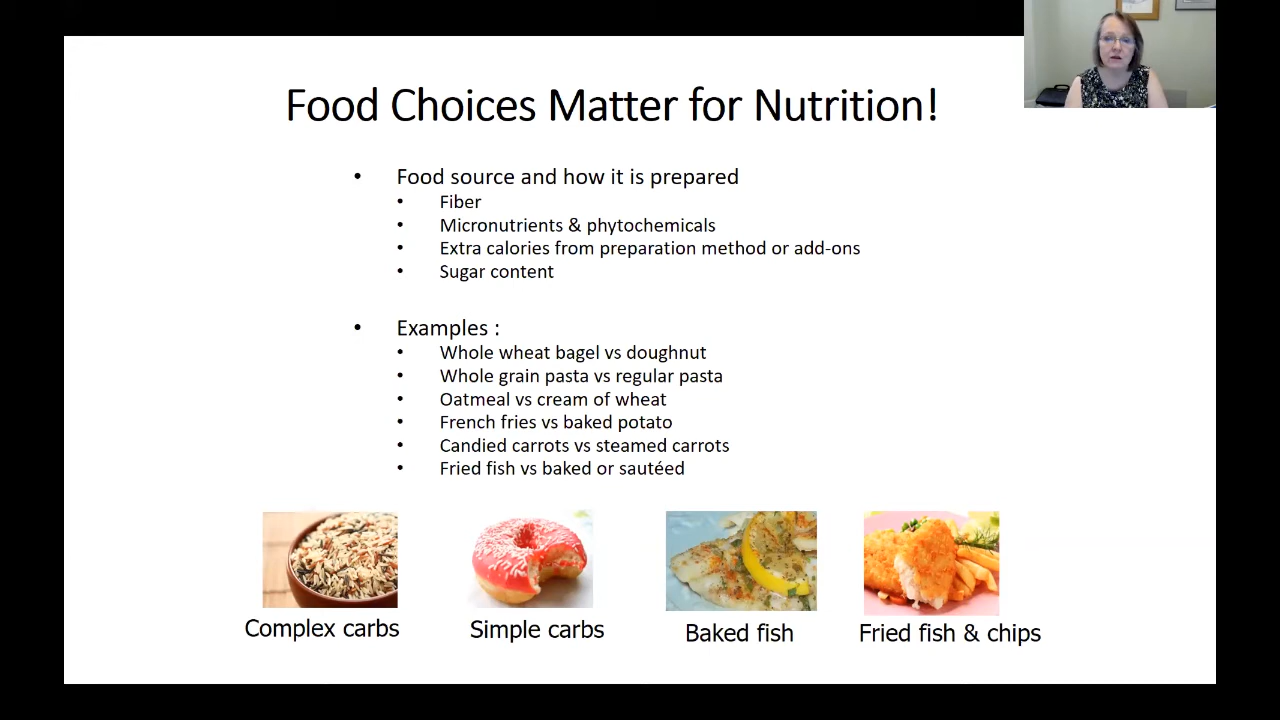 Food Choices Matter for Nutrition!
• Food source and how it is prepared
• Fiber
• Micronutrients & phytochemicals
• Extra calories from preparation method or add-ons
• Sugar content
• Examples :
• Whole wheat bagel vs doughnut
• Whole grain pasta vs regular pasta
• Oatmeal vs cream of wheat
• French fries vs baked potato
• Candied carrots vs steamed carrots
• Fried fish vs baked or sautéed
Complex carbs
Simple carbs
Baked fish
Fried fish & chips